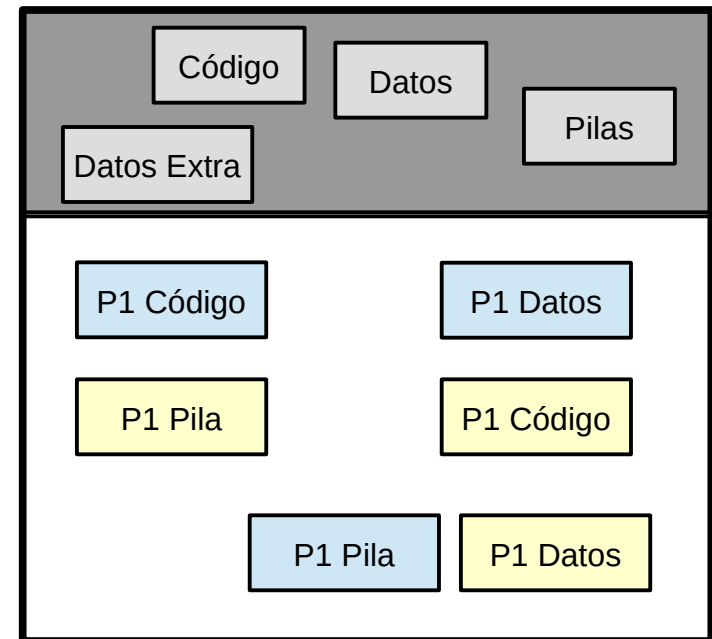 Código
Datos
Pilas
Datos Extra
P1 Código
P1 Datos
P1 Pila
P1 Código
P1 Pila
P1 Datos